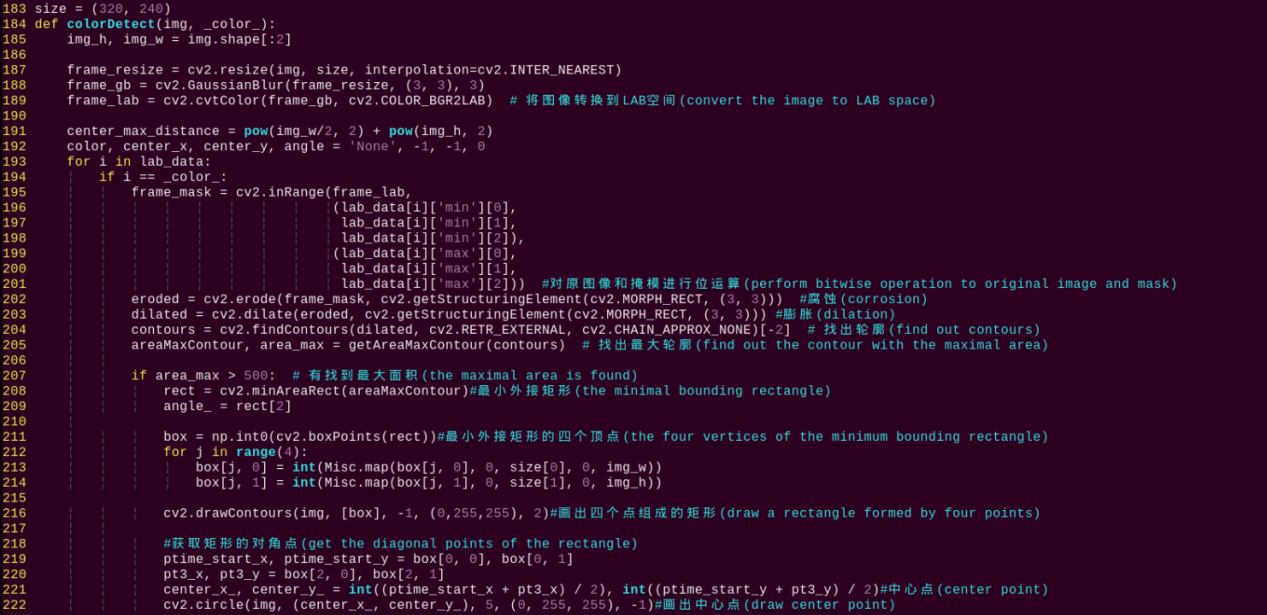 183 size = (320, 240)
184 def colorDetect(img, _color_):
185     img_h, img_w = img.shape[:2]
186
187     frame_resize = cv2.resize(img, size, interpolation=cv2.INTER_NEAREST)
188     frame_gb = cv2.GaussianBlur(frame_resize, (3, 3), 3)
189     frame_lab = cv2.cvtColor(frame_gb, cv2.COLOR_BGR2LAB)  # 将图像转换到LAB空间(convert the image to LAB space)
190
191     center_max_distance = pow(img_w/2, 2) + pow(img_h, 2)
192     color, center_x, center_y, angle = 'None', -1, -1, 0
193     for i in lab_data:
194         if i == _color_:
195             frame_mask = cv2.inRange(frame_lab,
196                                      (lab_data[i]['min'][0],
197                                       lab_data[i]['min'][1],
198                                       lab_data[i]['min'][2]),
199                                      (lab_data[i]['max'][0],
200                                       lab_data[i]['max'][1],
201                                       lab_data[i]['max'][2]))  #对原图像和掩模进行位运算(perform bitwise operation to original image and mask)
202             eroded = cv2.erode(frame_mask, cv2.getStructuringElement(cv2.MORPH_RECT, (3, 3)))  #腐蚀(corrosion)
203             dilated = cv2.dilate(eroded, cv2.getStructuringElement(cv2.MORPH_RECT, (3, 3))) #膨胀(dilation)
204             contours = cv2.findContours(dilated, cv2.RETR_EXTERNAL, cv2.CHAIN_APPROX_NONE)[-2]  # 找出轮廓(find out contours)
205             areaMaxContour, area_max = getAreaMaxContour(contours)  # 找出最大轮廓(find out the contour with the maximal area)
206
207             if area_max > 500:  # 有找到最大面积(the maximal area is found)
208                 rect = cv2.minAreaRect(areaMaxContour)#最小外接矩形(the minimal bounding rectangle)
209                 angle_ = rect[2]
210
211                 box = np.int0(cv2.boxPoints(rect))#最小外接矩形的四个顶点(the four vertices of the minimum bounding rectangle)
212                 for j in range(4):
213                     box[j, 0] = int(Misc.map(box[j, 0], 0, size[0], 0, img_w))
214                     box[j, 1] = int(Misc.map(box[j, 1], 0, size[1], 0, img_h))
215
216                 cv2.drawContours(img, [box], -1, (0,255,255), 2)#画出四个点组成的矩形(draw a rectangle formed by four points)
217
218                 #获取矩形的对角点(get the diagonal points of the rectangle)
219                 ptime_start_x, ptime_start_y = box[0, 0], box[0, 1]
220                 pt3_x, pt3_y = box[2, 0], box[2, 1]
221                 center_x_, center_y_ = int((ptime_start_x + pt3_x) / 2), int((ptime_start_y + pt3_y) / 2)#中心点(center point)
222                 cv2.circle(img, (center_x_, center_y_), 5, (0, 255, 255), -1)#画出中心点(draw center point)